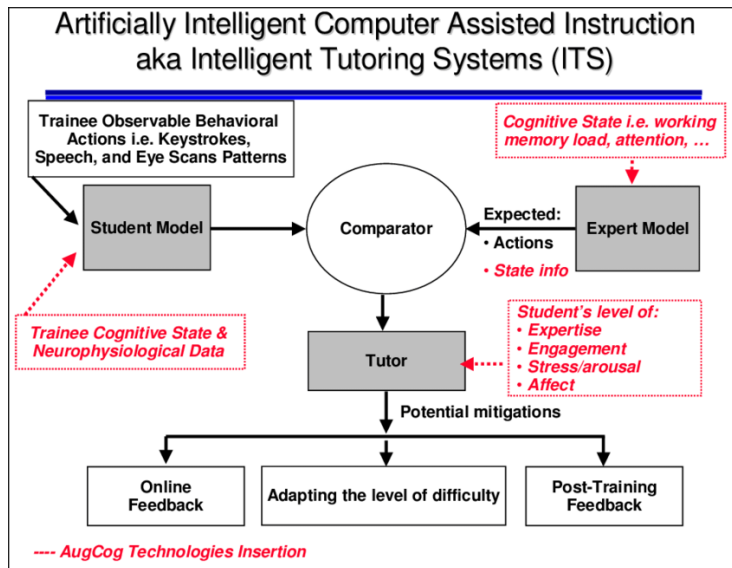 Artificially Intelligent Computer Assisted Instruction
aka Intelligent Tutoring Systems (ITS)
Trainee Observable Behavioral
Actions i.e. Keystrokes,
Speech, and Eye Scans Patterns
Cognitive State i.e. working
memory load, attention, ...
Student Model
Comparator
Expected:
• Actions
• State info
Expert Model
Trainee Cognitive State &
Neurophysiological Data
Student's level of:
• Expertise
• Engagement
• Stress/arousal
• Affect
Tutor
Potential mitigations
Online
Feedback
Adapting the level of difficulty
Post-Training
Feedback
---- AugCog Technologies Insertion